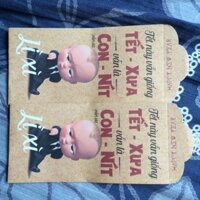 Tết này vẫn giống
TẾT - XƯA
vẫn là
CON - NÍT
Lì xì
Tết này vẫn giống
TẾT - XƯA
vẫn là
CON - NÍT
Lì xì